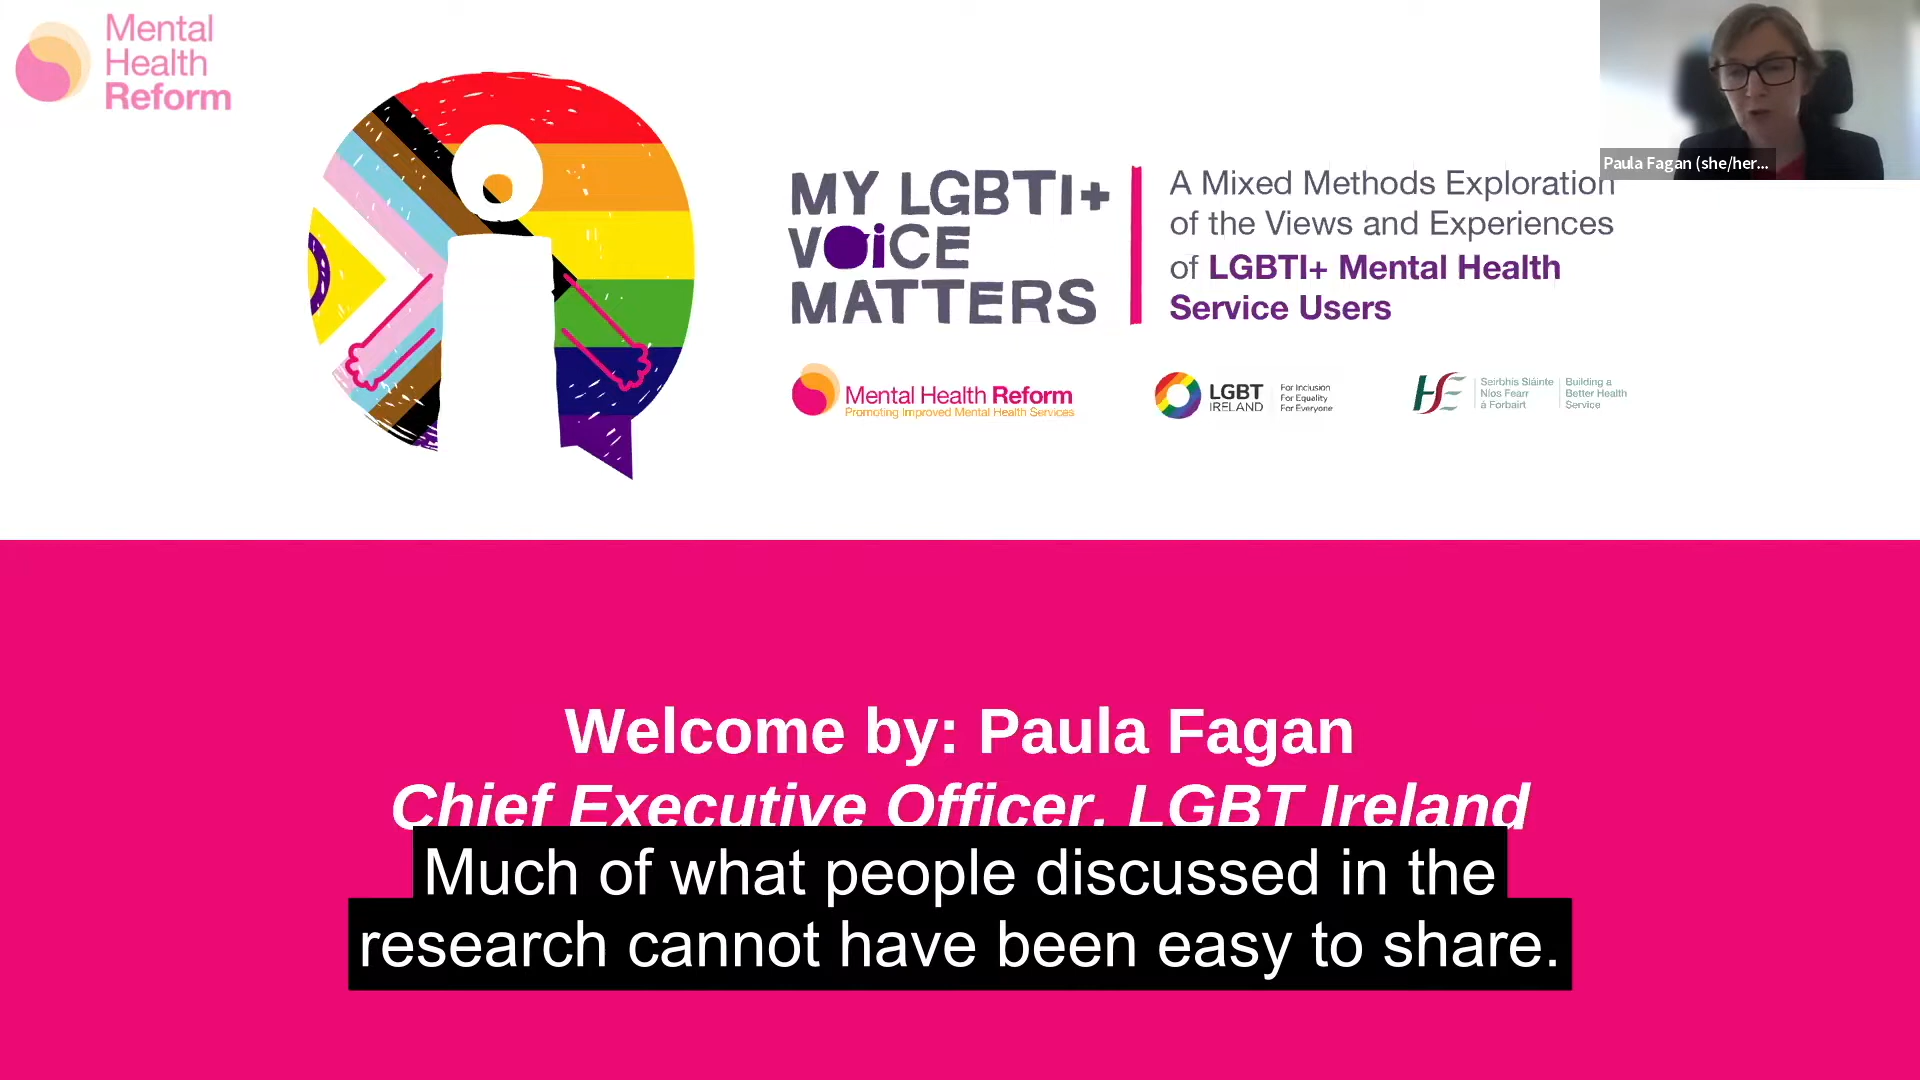 Mental
Health
Reform
Paula Fagan (she/her...
MY LGBTI+
VOiCE
MATTERS
A Mixed Methods Exploration
of the Views and Experiences
of LGBTI+ Mental Health
Service Users
Mental Health Reform
Promoting Improved Mental Health Services
LGBT
IRELAND
For Inclusion
For Equality
For Everyone
HSE
Seirbhís Sláinte
Níos Fearr
á Forbairt
Building a
Better Health
Service
Welcome by: Paula Fagan
Chief Executive Officer, LGBT Ireland
Much of what people discussed in the
research cannot have been easy to share.